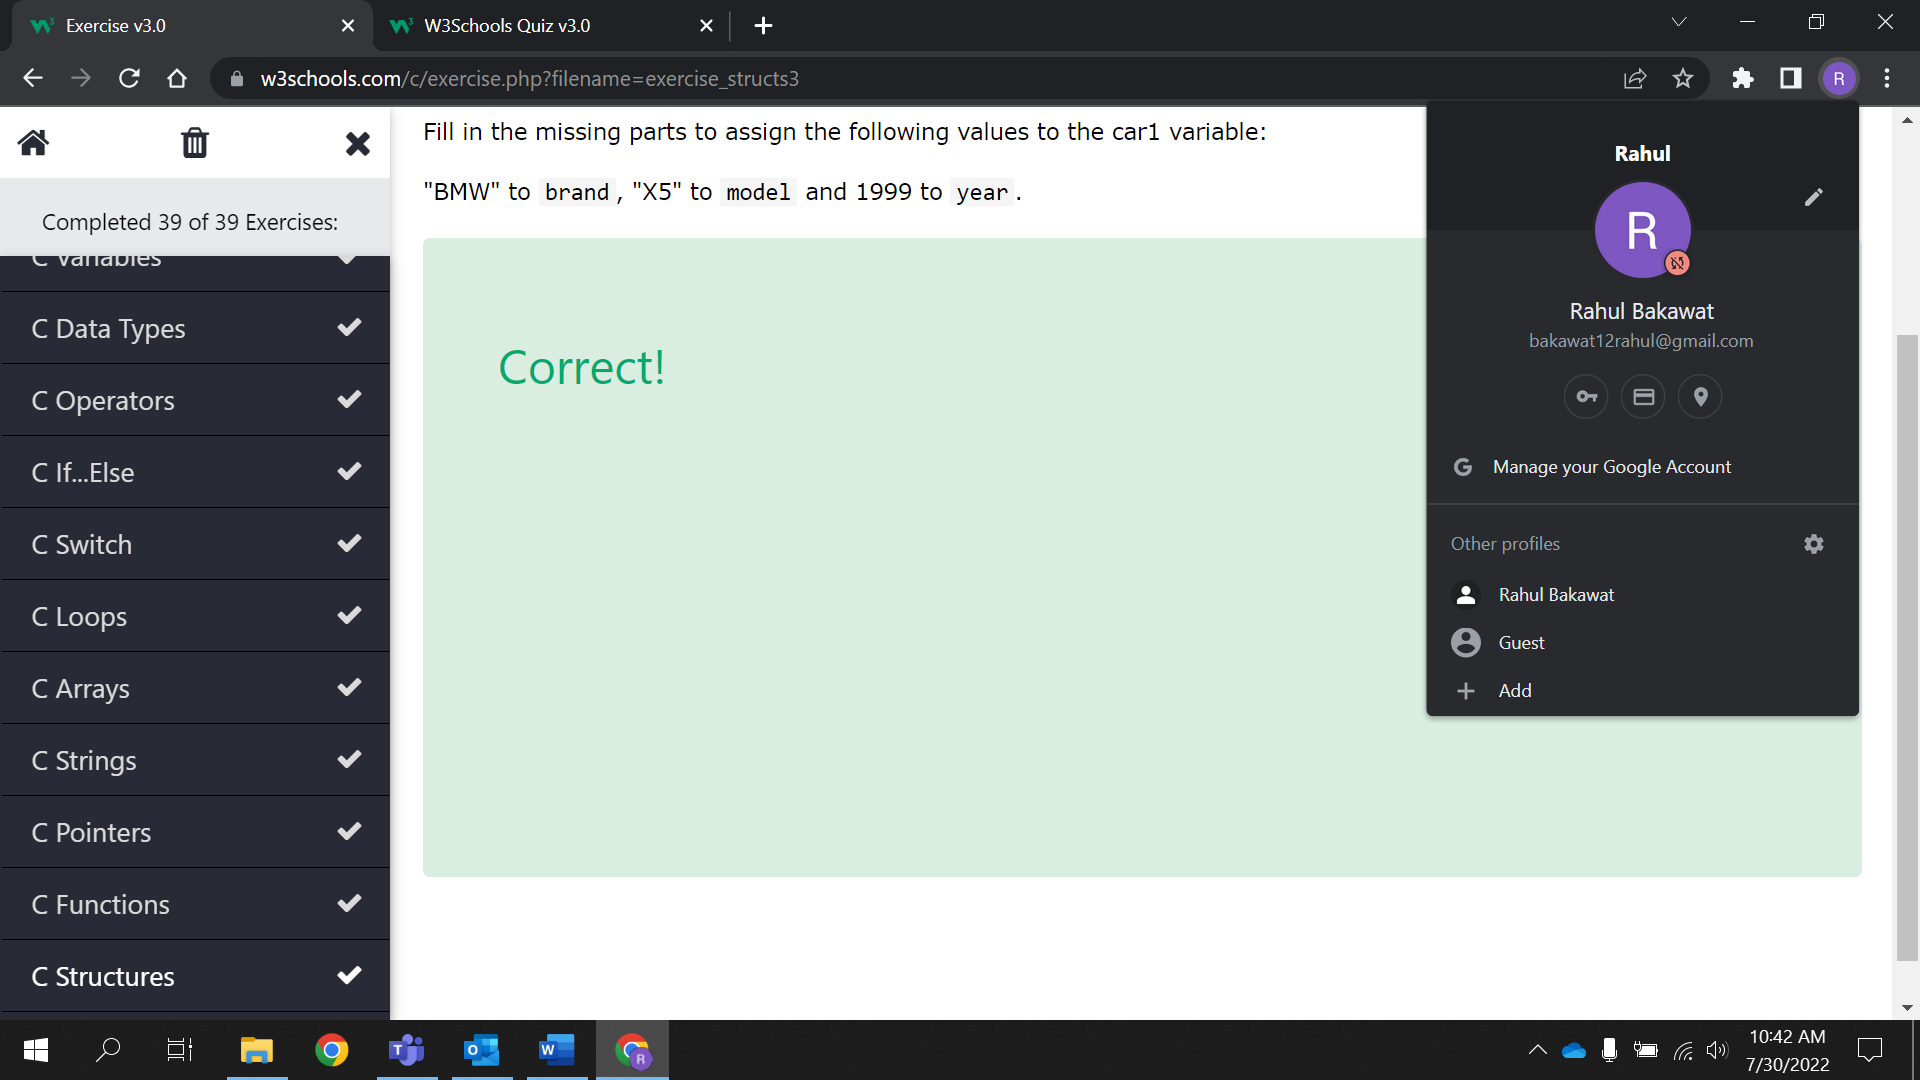 Exercise v3.0
W3Schools Quiz v3.0
w3schools.com/c/exercise.php?filename=exercise_structs3
R
Completed 39 of 39 Exercises:
C Variables
C Data Types
C Operators
C If...Else
C Switch
C Loops
C Arrays
C Strings
C Pointers
C Functions
C Structures
Fill in the missing parts to assign the following values to the car1 variable:
"BMW" to brand, "X5" to model and 1999 to year.
Correct!
Rahul
R
Rahul Bakawat
bakawat12rahul@gmail.com
G Manage your Google Account
Other profiles
Rahul Bakawat
Guest
Add
10:42 AM
7/30/2022